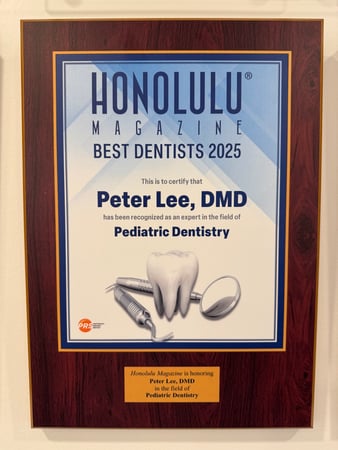 HONOLULU®
MAGAZINE
BEST DENTISTS 2025
This is to certify that
Peter Lee, DMD
has been recognized as an expert in the field of
Pediatric Dentistry
PRS
Honolulu Magazine is honoring
Peter Lee, DMD
in the field of
Pediatric Dentistry